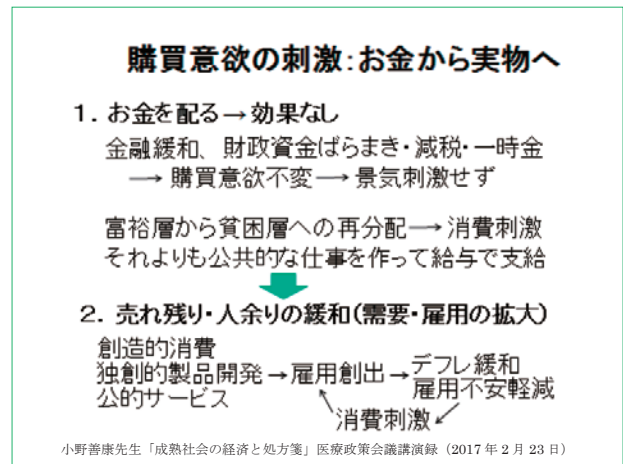 購買意欲の刺激：お金から実物へ
１．お金を配る→効果なし
金融緩和、財政資金ばらまき・減税・一時金
→ 購買意欲不変→ 景気刺激せず
富裕層から貧困層への再分配→ 消費刺激
それよりも公共的な仕事を作って給与で支給
２．売れ残り・人余りの緩和（需要・雇用の拡大）
創造的消費
独創的製品開発→雇用創出→デフレ緩和
公的サービス 雇用不安軽減
消費刺激
小野善康先生「成熟社会の経済と処方箋」医療政策会議講演録（2017 年 2 月 23 日）